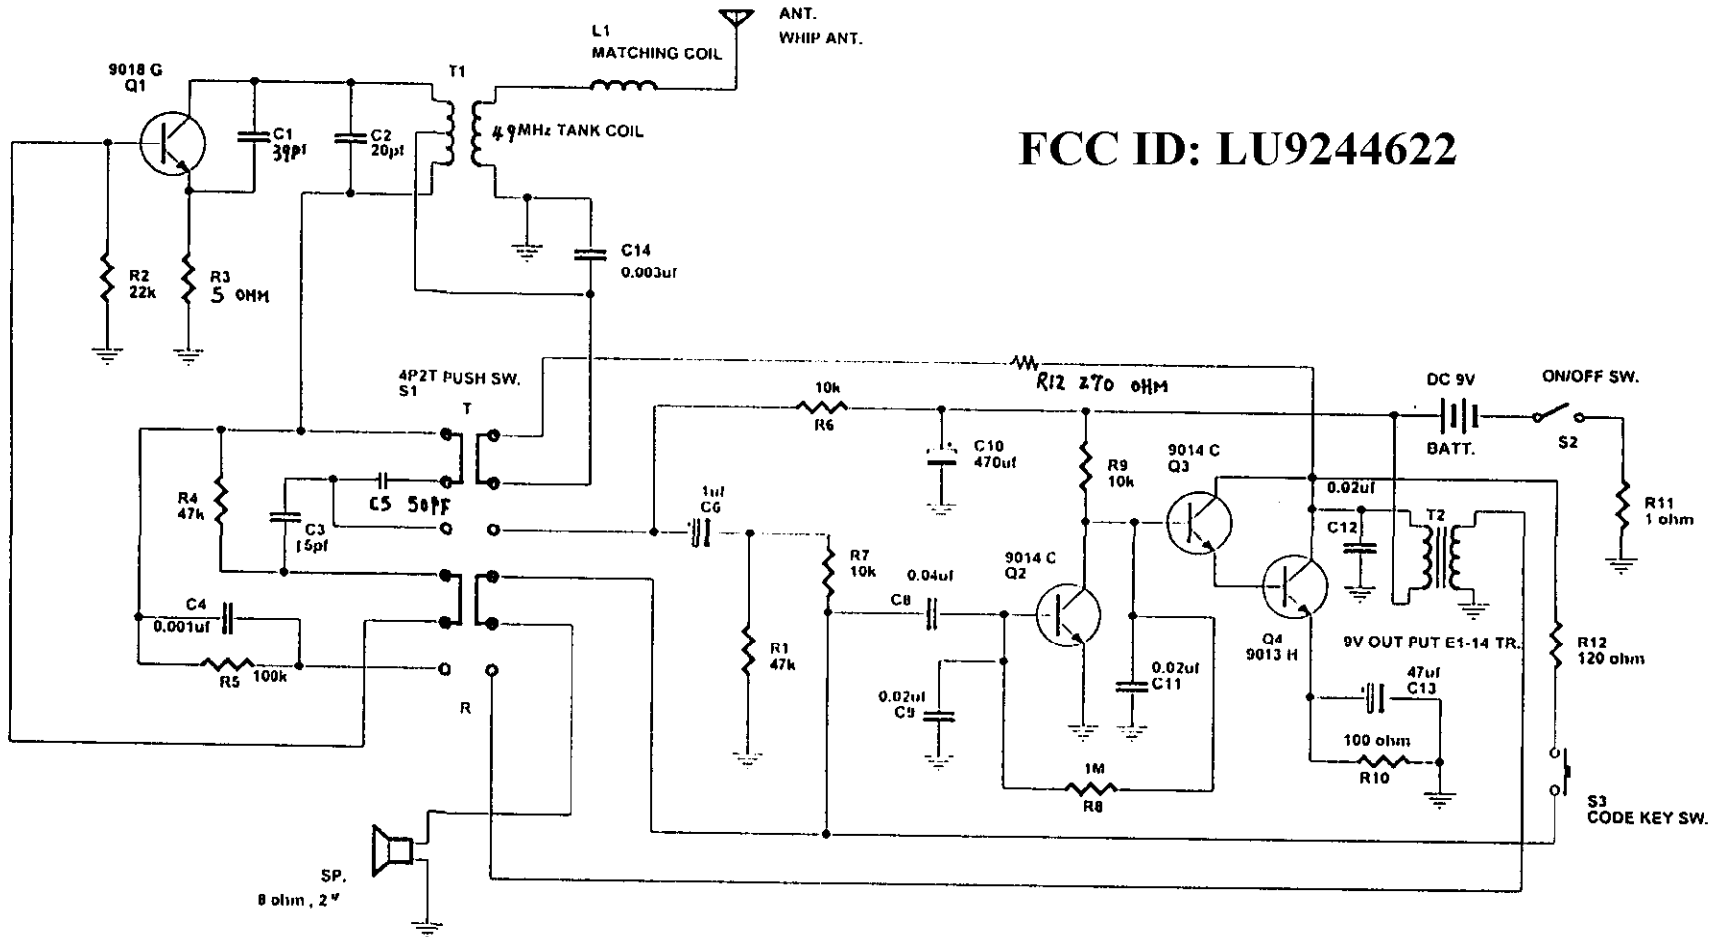 ANT.
WHIP ANT.
L1
MATCHING COIL
9018 G
Q1
T1
C1
39pf
C2
20pf
49MHz TANK COIL
FCC ID: LU9244622
R2
22k
R3
5 OHM
C14
0.003uf
4P2T PUSH SW.
S1
T
R12 270 OHM
10k
R6
DC 9V
BATT.
ON/OFF SW.
S2
C10
470uf
R9
10k
9014 C
Q3
R4
47k
C5 50PF
C3
15pf
1uf
C6
0.02uf
C12
T2
R11
1 ohm
R7
10k
9014 C
Q2
0.04uf
C8
C4
0.001uf
R5
100k
R
R1
47k
0.02uf
C9
0.02uf
C11
Q4
9013 H
9V OUT PUT E1-14 TR.
R12
120 ohm
47uf
C13
100 ohm
R10
1M
R8
S3
CODE KEY SW.
SP.
8 ohm , 2"